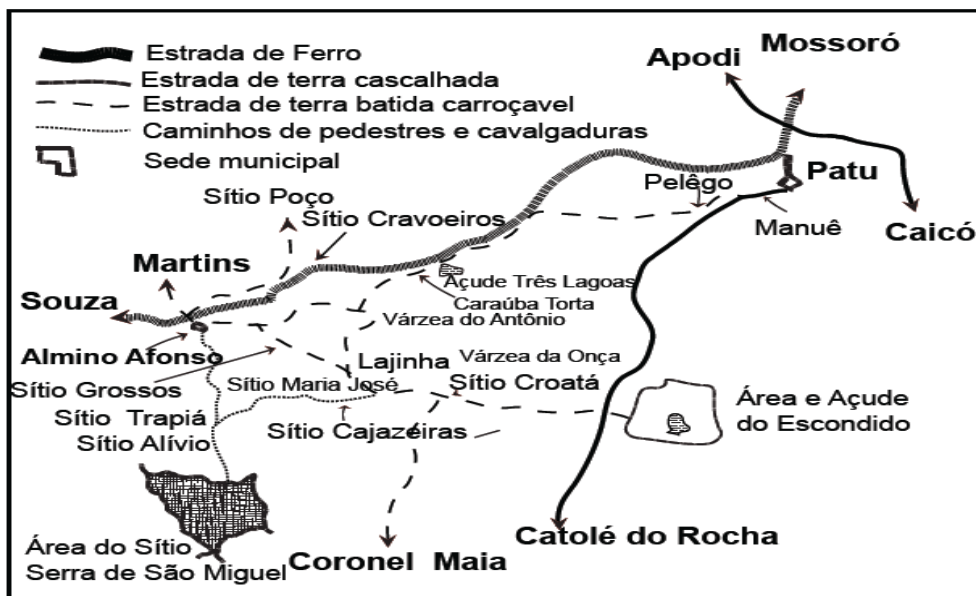 Estrada de Ferro
Estrada de terra cascalhada
Estrada de terra batida carroçavel
Caminhos de pedestres e cavalgaduras
Sede municipal
Apodi
Mossoró
Patu
Pelêgo
Manuê
Caicó
Sítio Poço
Sítio Cravoeiros
Martins
Souza
Açude Três Lagoas
Caraúba Torta
Várzea do Antônio
Almino Afonso
Lajinha
Várzea da Onça
Sítio Grossos
Sítio Maria José
Sítio Croatá
Sítio Trapiá
Sítio Alívio
Sítio Cajazeiras
Área e Açude
do Escondido
Área do Sítio
Serra de São Miguel
Coronel Maia
Catolé do Rocha